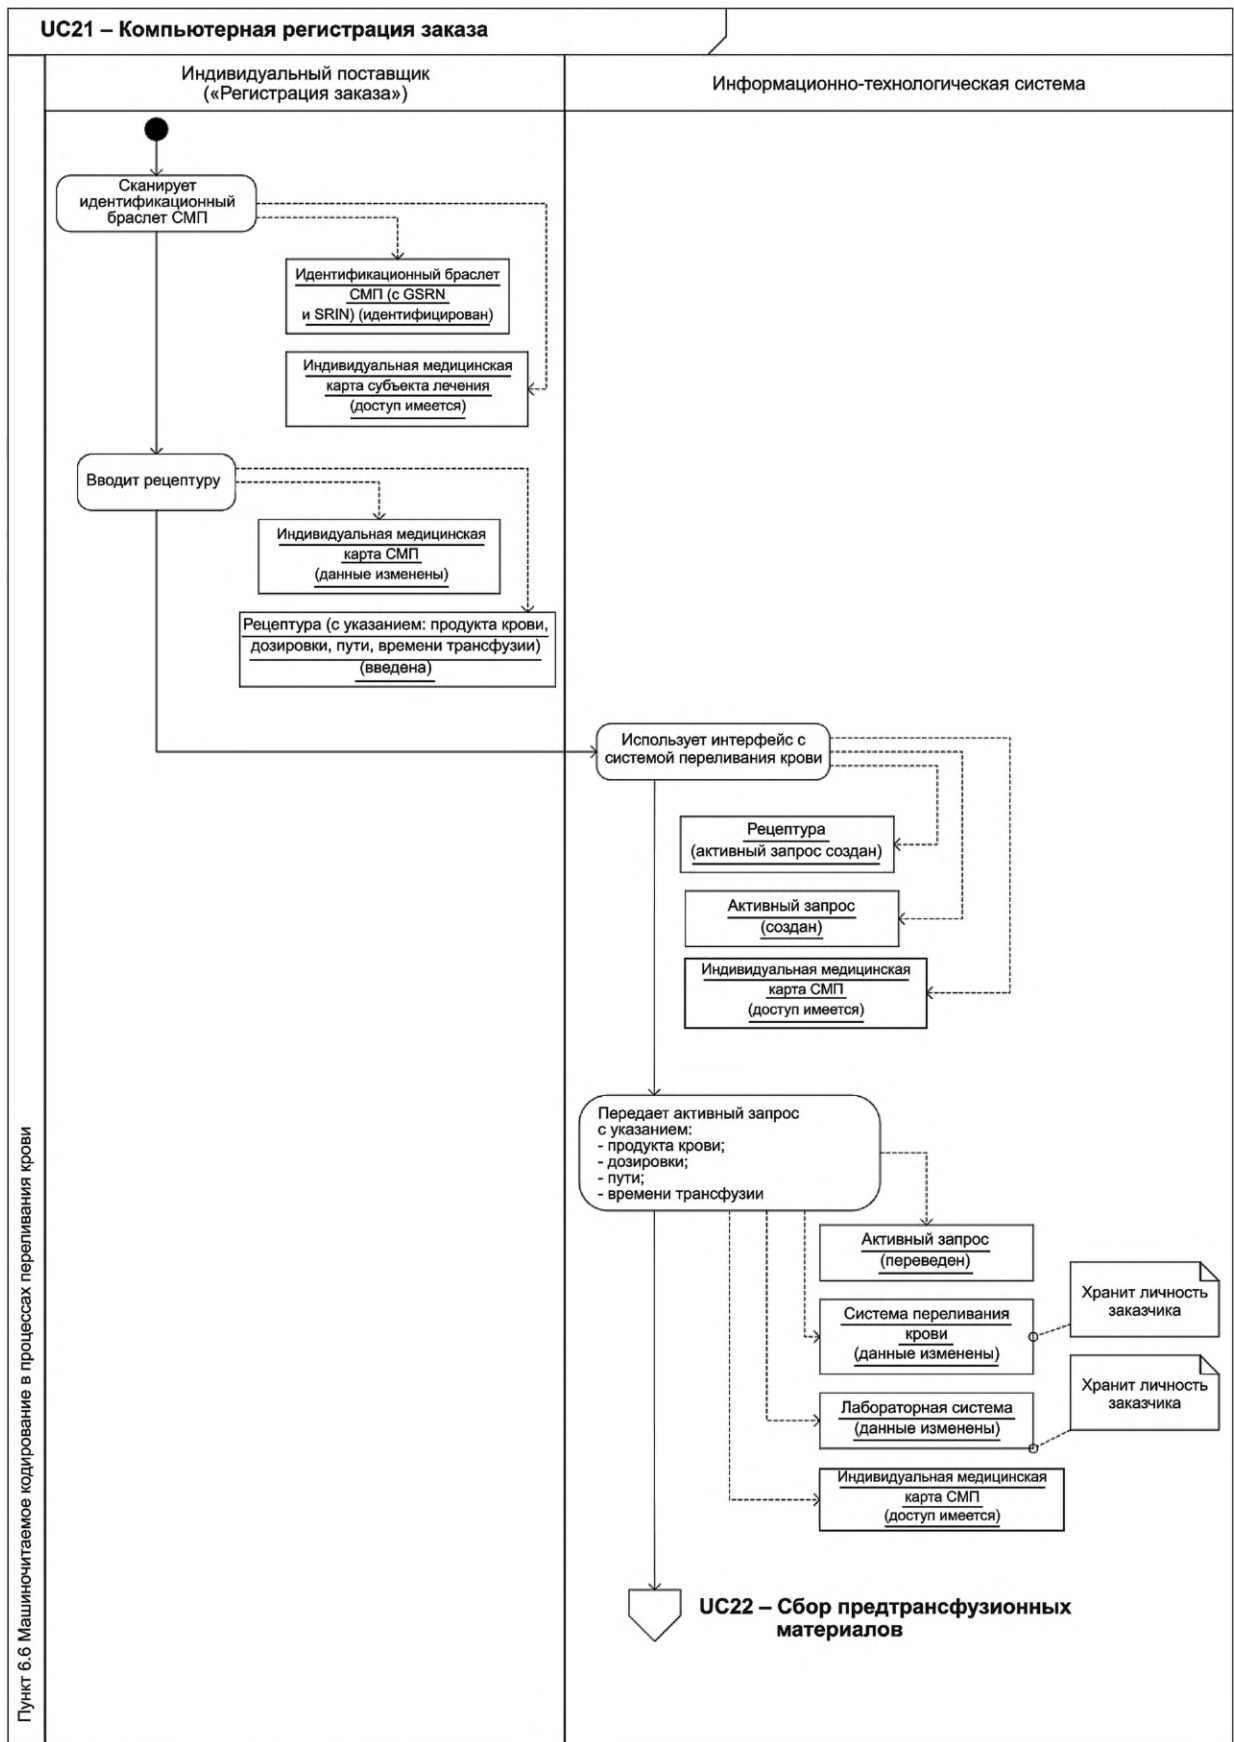 UC21 – Компьютерная регистрация заказа
Индивидуальный поставщик
(«Регистрация заказа»)
Информационно-технологическая система
Сканирует
идентификационный
браслет СМП
Идентификационный браслет
СМП (с GSRN
и SRIN) (идентифицирован)
Индивидуальная медицинская
карта субъекта лечения
(доступ имеется)
Вводит рецептуру
Индивидуальная медицинская
карта СМП
(данные изменены)
Рецептура (с указанием: продукта крови,
дозировки, пути, времени трансфузии)
(введена)
Использует интерфейс с
системой переливания крови
Рецептура
(активный запрос создан)
Активный запрос
(создан)
Индивидуальная медицинская
карта СМП
(доступ имеется)
Передает активный запрос
с указанием:
- продукта крови;
- дозировки;
- пути;
- времени трансфузии
Активный запрос
(переведен)
Система переливания
крови
(данные изменены)
Хранит личность
заказчика
Лабораторная система
(данные изменены)
Хранит личность
заказчика
Индивидуальная медицинская
карта СМП
(доступ имеется)
UC22 – Сбор предтрансфузионных
материалов
Пункт 6.6 Машиночитаемое кодирование в процессах переливания крови